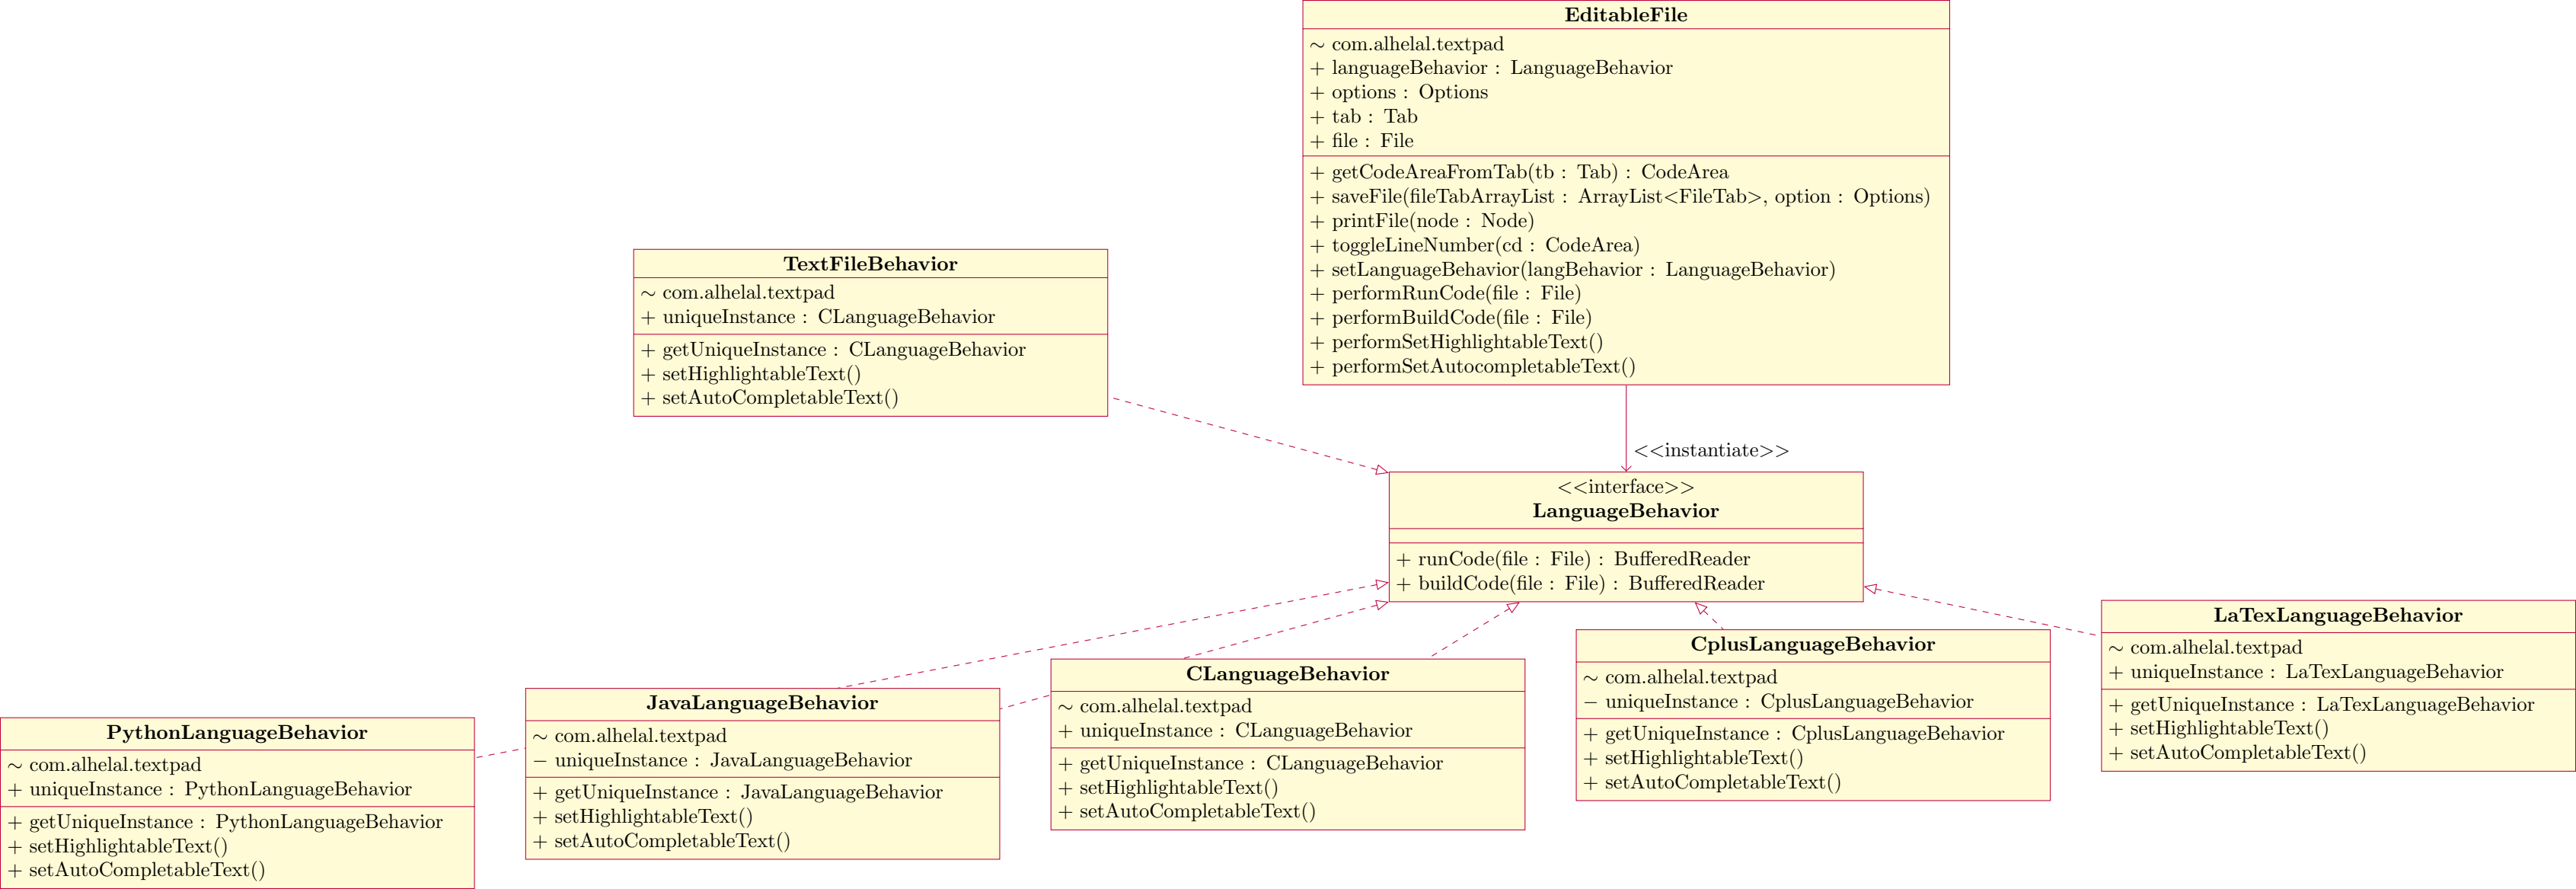 EditableFile
∼ com.alhelal.textpad
+ languageBehavior : LanguageBehavior
+ options : Options
+ tab : Tab
+ file : File
+ getCodeAreaFromTab(tb : Tab) : CodeArea
+ saveFile(fileTabArrayList : ArrayList<FileTab>, option : Options)
+ printFile(node : Node)
+ toggleLineNumber(cd : CodeArea)
+ setLanguageBehavior(langBehavior : LanguageBehavior)
+ performRunCode(file : File)
+ performBuildCode(file : File)
+ performSetHighlightableText()
+ performSetAutocompletableText()
TextFileBehavior
∼ com.alhelal.textpad
+ uniqueInstance : CLanguageBehavior
+ getUniqueInstance : CLanguageBehavior
+ setHighlightableText()
+ setAutoCompletableText()
<<instantiate>>
<<interface>>
LanguageBehavior
+ runCode(file : File) : BufferedReader
+ buildCode(file : File) : BufferedReader
PythonLanguageBehavior
∼ com.alhelal.textpad
+ uniqueInstance : PythonLanguageBehavior
+ getUniqueInstance : PythonLanguageBehavior
+ setHighlightableText()
+ setAutoCompletableText()
JavaLanguageBehavior
∼ com.alhelal.textpad
− uniqueInstance : JavaLanguageBehavior
+ getUniqueInstance : JavaLanguageBehavior
+ setHighlightableText()
+ setAutoCompletableText()
CLanguageBehavior
∼ com.alhelal.textpad
+ uniqueInstance : CLanguageBehavior
+ getUniqueInstance : CLanguageBehavior
+ setHighlightableText()
+ setAutoCompletableText()
CplusLanguageBehavior
∼ com.alhelal.textpad
− uniqueInstance : CplusLanguageBehavior
+ getUniqueInstance : CplusLanguageBehavior
+ setHighlightableText()
+ setAutoCompletableText()
LaTexLanguageBehavior
∼ com.alhelal.textpad
+ uniqueInstance : LaTexLanguageBehavior
+ getUniqueInstance : LaTexLanguageBehavior
+ setHighlightableText()
+ setAutoCompletableText()